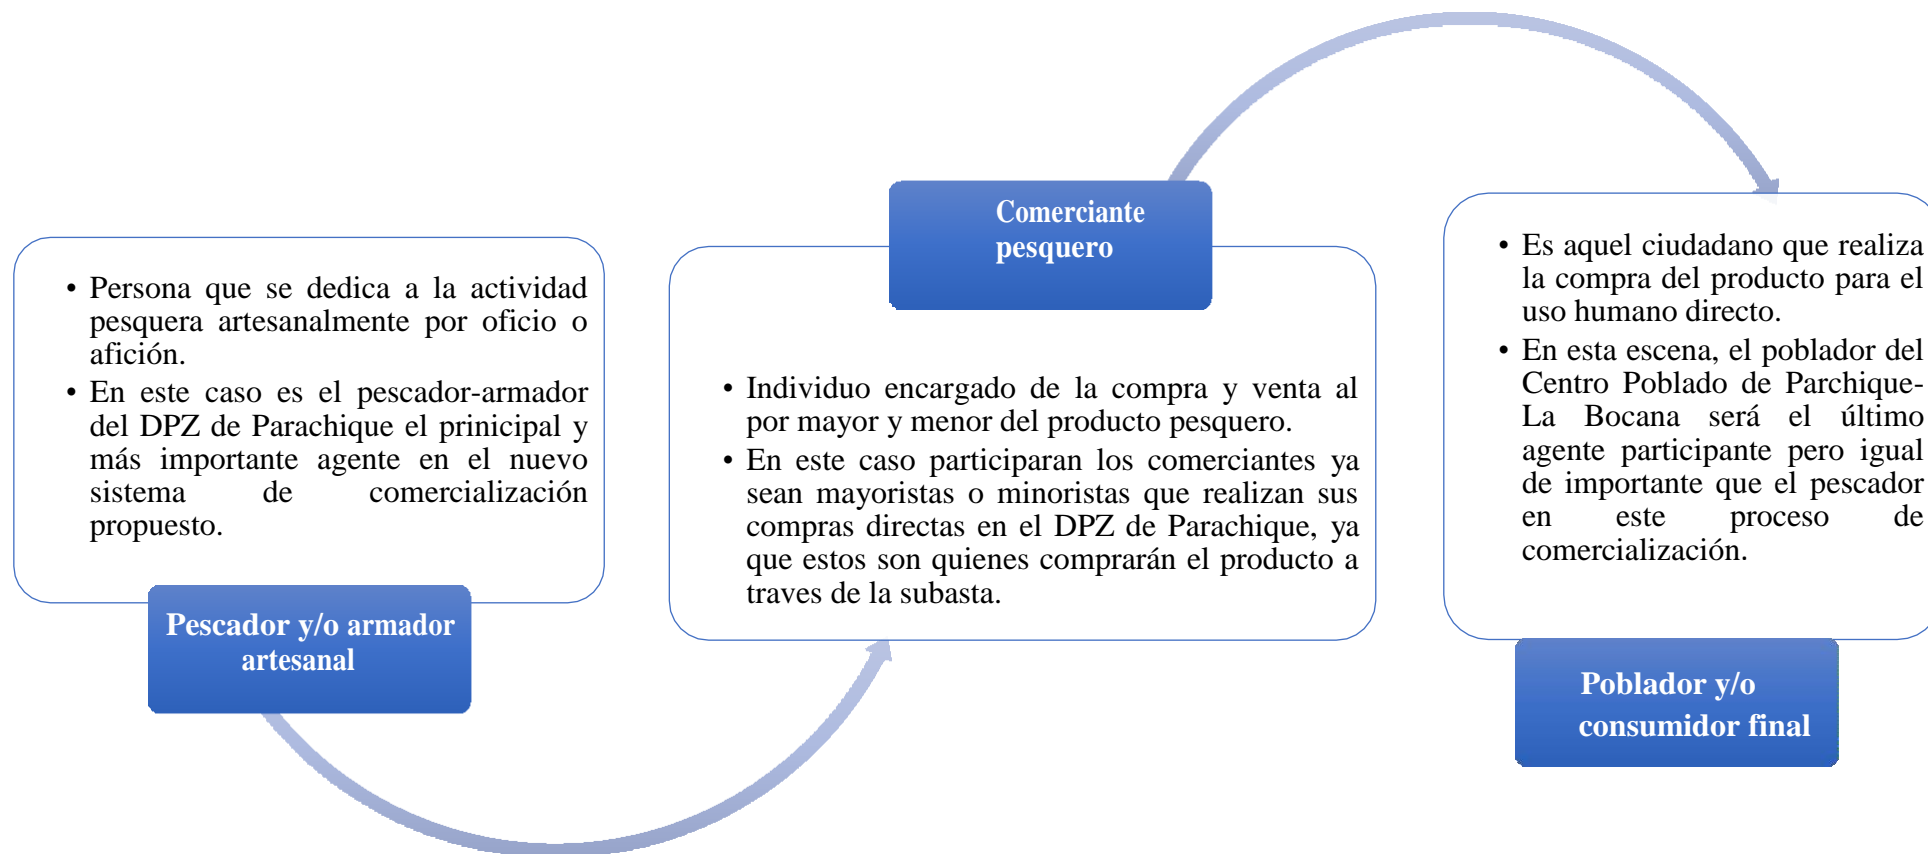 • Persona que se dedica a la actividad
pesquera artesanalmente por oficio o
afición.
• En este caso es el pescador-armador
del DPZ de Parachique el prinicipal y
más importante agente en el nuevo
sistema de comercialización
propuesto.
Pescador y/o armador
artesanal
Comerciante
pesquero
• Individuo encargado de la compra y venta al
por mayor y menor del producto pesquero.
• En este caso participaran los comerciantes ya
sean mayoristas o minoristas que realizan sus
compras directas en el DPZ de Parachique, ya
que estos son quienes comprarán el producto a
traves de la subasta.
• Es aquel ciudadano que realiza
la compra del producto para el
uso humano directo.
• En esta escena, el poblador del
Centro Poblado de Parchique-
La Bocana será el último
agente participante pero igual
de importante que el pescador
en este proceso de
comercialización.
Poblador y/o
consumidor final